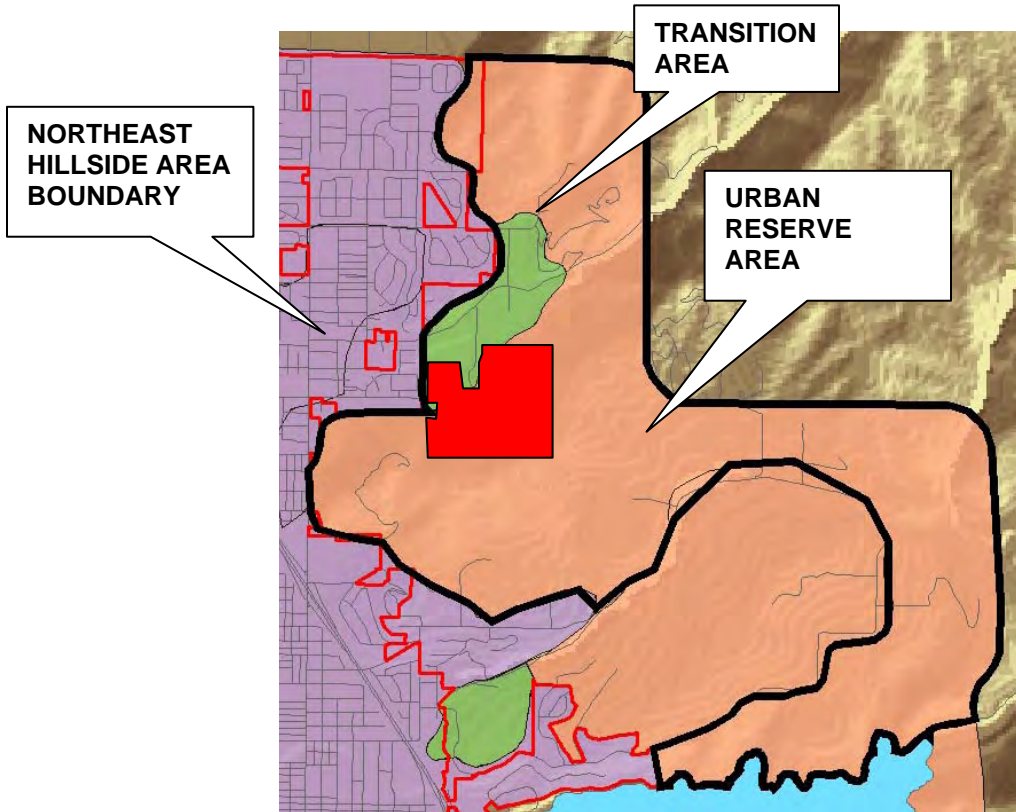 TRANSITION
AREA
NORTHEAST
HILLSIDE AREA
BOUNDARY
URBAN
RESERVE
AREA